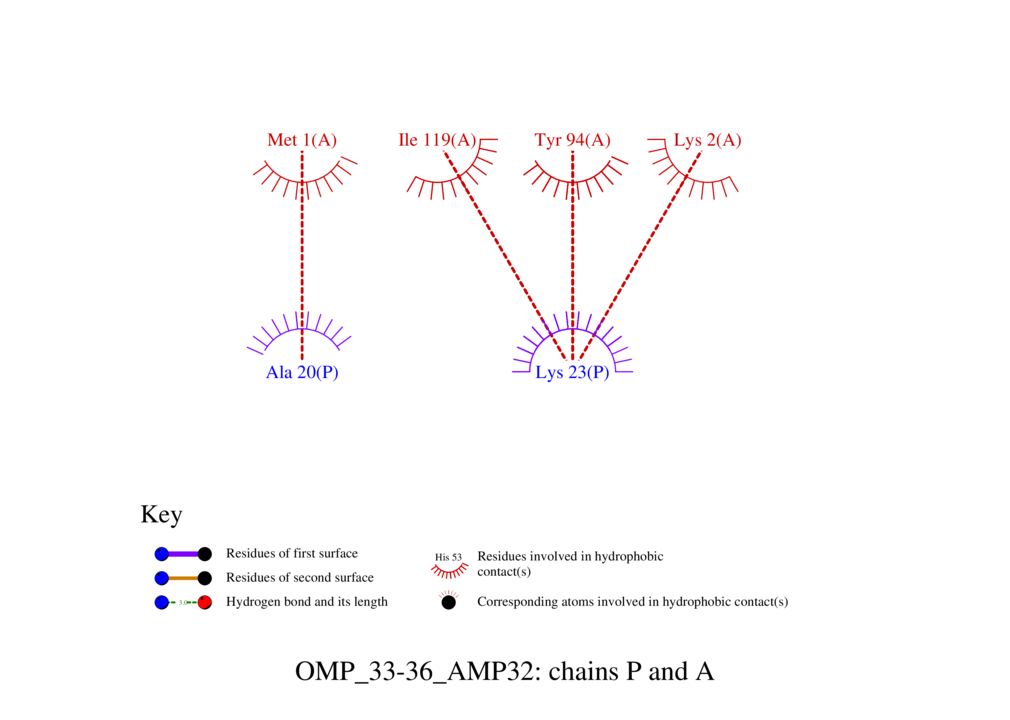 Met 1(A) Ile 119(A) Tyr 94(A) Lys 2(A)
Ala 20(P) Lys 23(P)
Key
Residues of first surface
Residues of second surface
3.0
Hydrogen bond and its length
His 53
Residues involved in hydrophobic
contact(s)
Corresponding atoms involved in hydrophobic contact(s)
OMP_33-36_AMP32: chains P and A